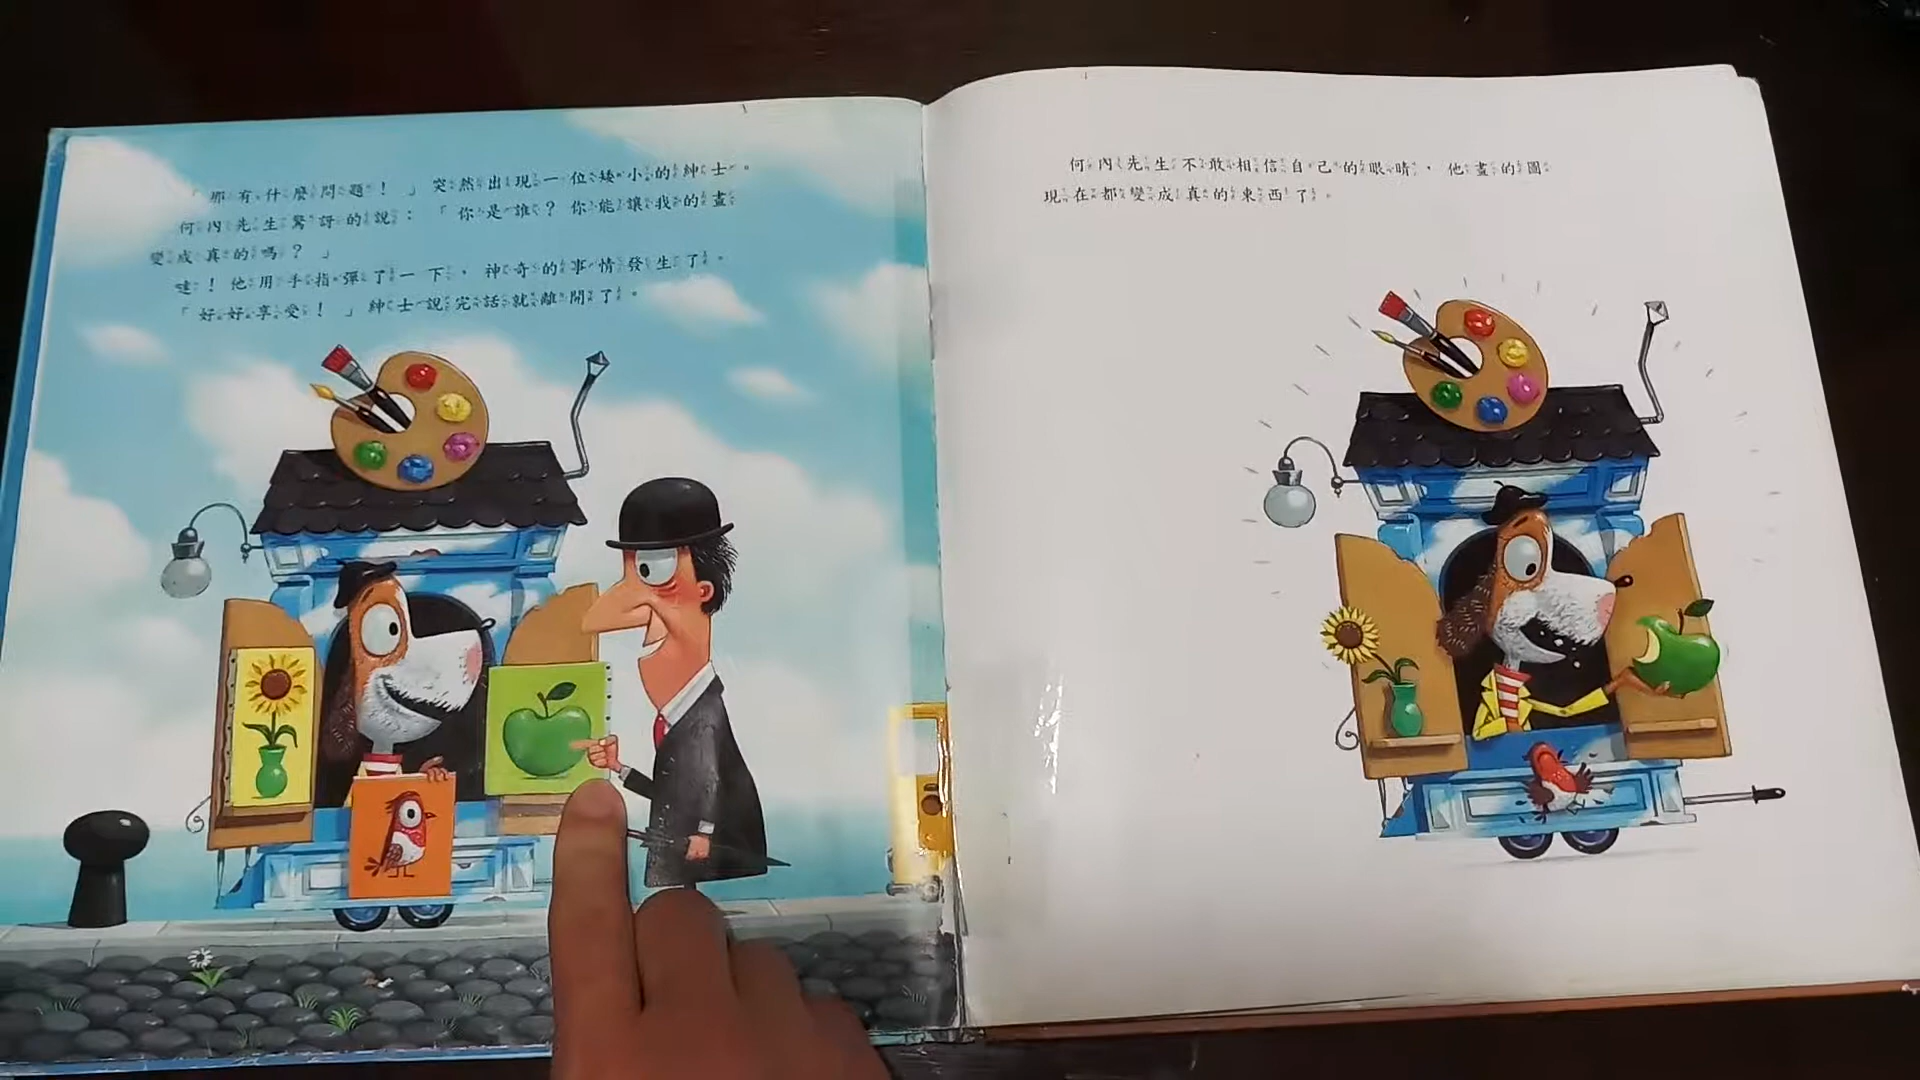 「那有什麼問題！」突然出現一位矮小的紳士。
何內先生驚訝的說：「你是誰？你能讓我的畫
變成真的嗎？」
噠！他用手指彈了一下，神奇的事情發生了。
「好好享受！」紳士說完話就離開了。
何內先生不敢相信自己的眼睛，他畫的圖
現在都變成真的東西了。